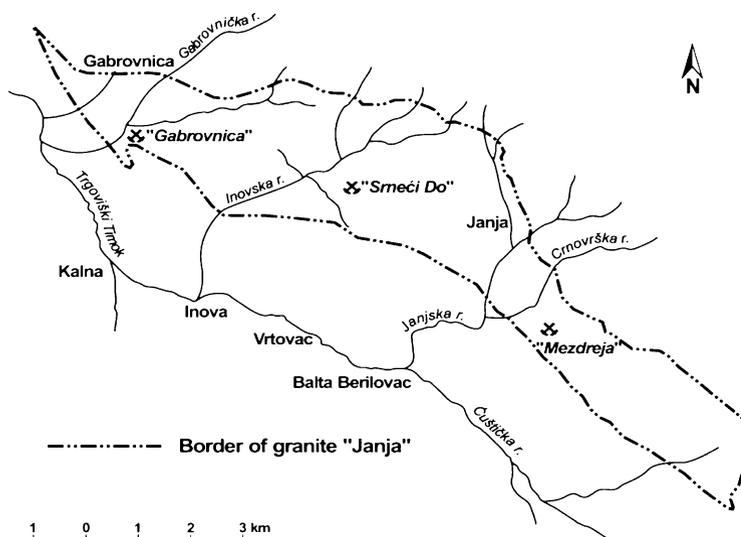 Gabrovnica
Gabrovnička r.
N
"Gabrovnica"
Inovska r.
"Srneći Do"
Trgoviški Timok
Janja
Crnovrška r.
Kalna
Inova
Janjska r.
Vrtovac
"Mezdreja"
Balta Berilovac
Čuštička r.
Border of granite "Janja"
1 0 1 2 3 km